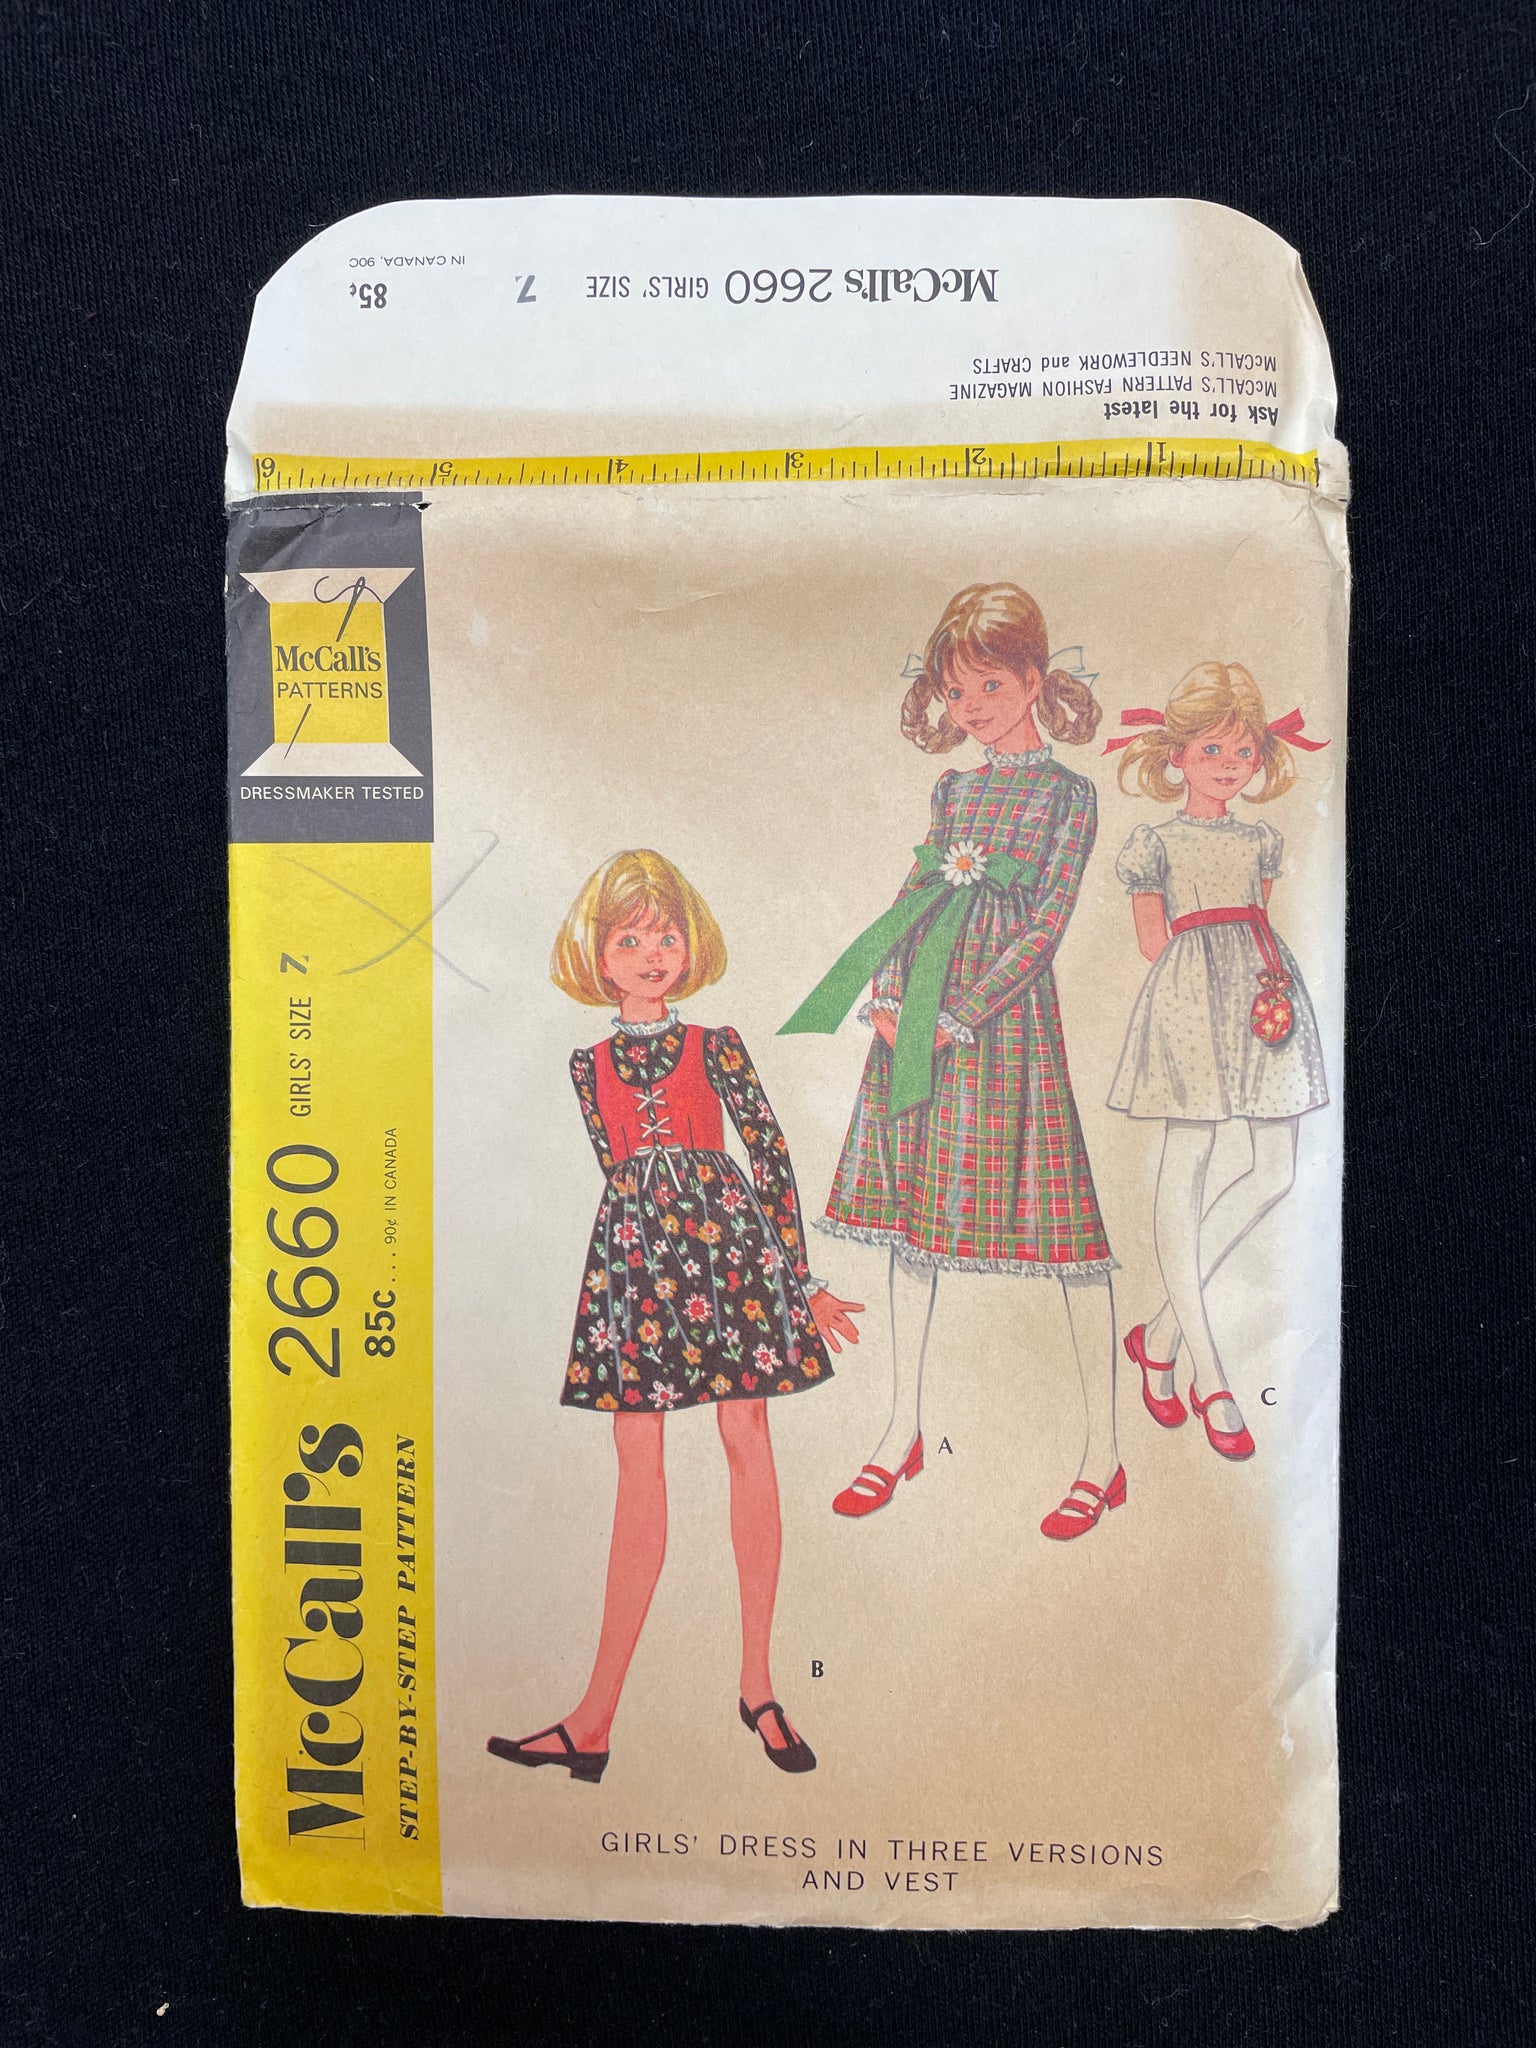 McCall's 2660 GIRLS' SIZE 7 85¢
IN CANADA, 90C
Ask for the latest
McCALL'S PATTERN FASHION MAGAZINE
McCALL'S NEEDLEWORK and CRAFTS
1 2 3 4 5 6
McCall's
PATTERNS
DRESSMAKER TESTED
McCall's 2660 GIRLS' SIZE 7
STEP-BY-STEP PATTERN 85c... 90¢ IN CANADA
A
C
B
GIRLS' DRESS IN THREE VERSIONS
AND VEST